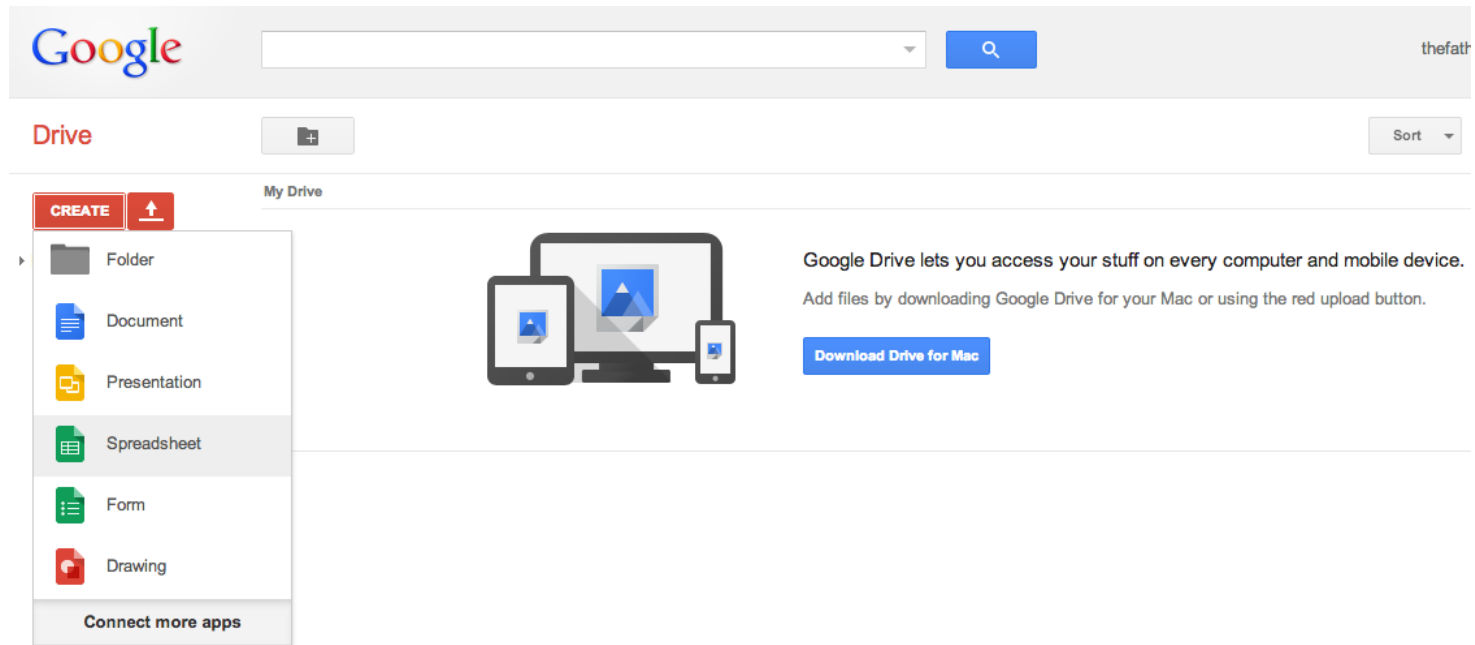 Google
thefath
Drive
Sort
CREATE
My Drive
Folder
Document
Presentation
Spreadsheet
Form
Drawing
Connect more apps
Google Drive lets you access your stuff on every computer and mobile device.
Add files by downloading Google Drive for your Mac or using the red upload button.
Download Drive for Mac